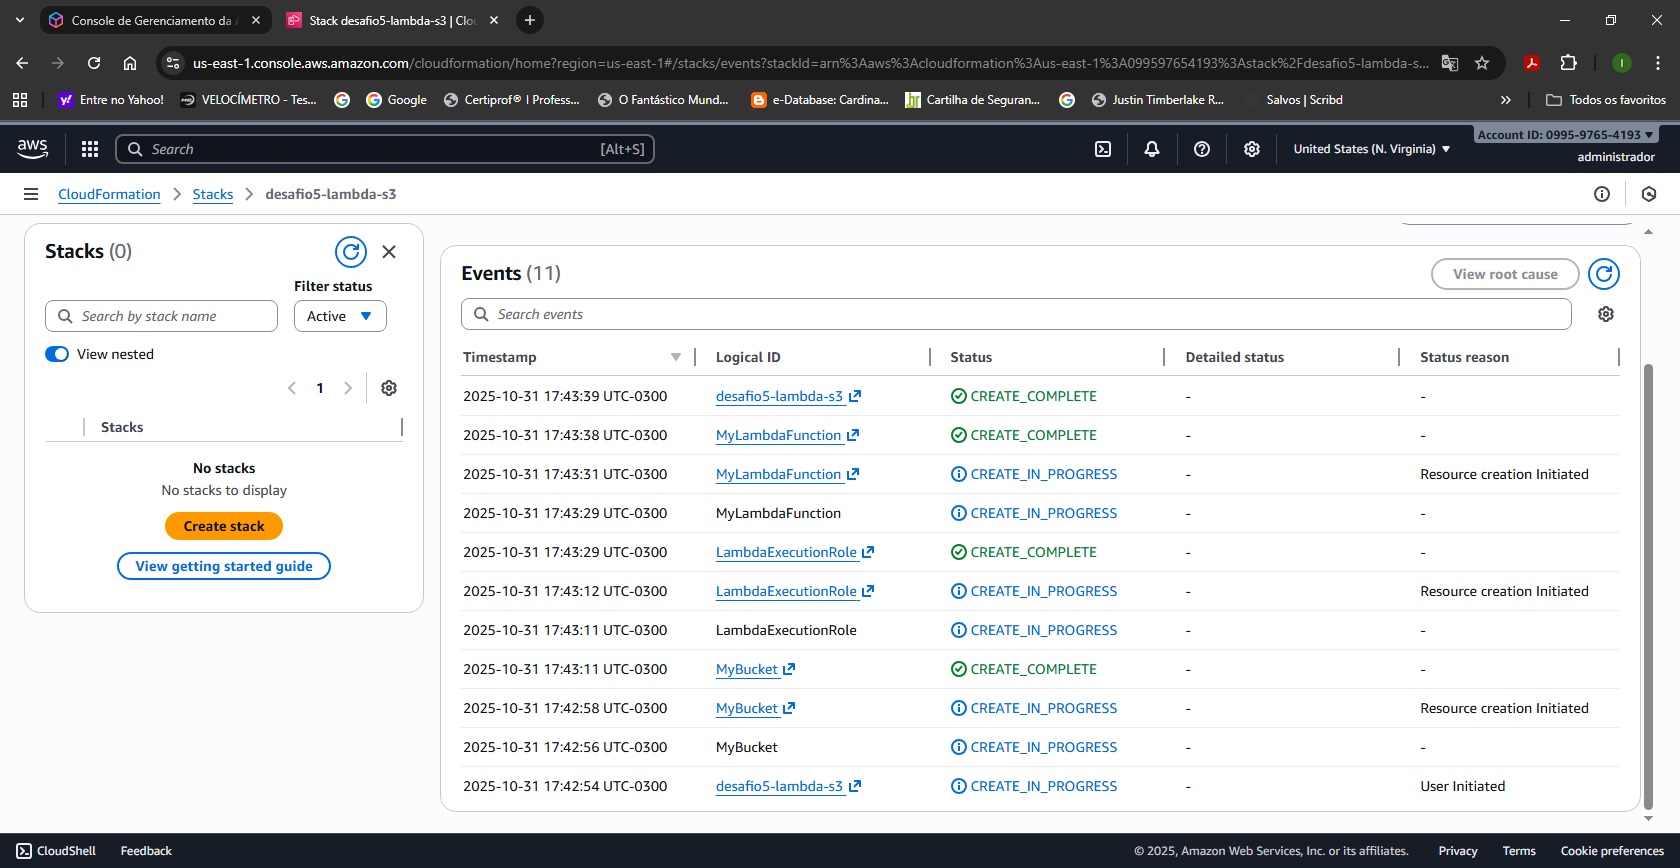 Console de Gerenciamento da A
Stack desafio5-lambda-s3 | Clou
us-east-1.console.aws.amazon.com/cloudformation/home?region=us-east-1#/stacks/events?stackId=arn%3Aaws%3Acloudformation%3Aus-east-1%3A099597654193%3Astack%2Fdesafio5-lambda-s...
Entre no Yahoo!
VELOCÍMETRO - Tes...
Google
Certiprof® l Profess...
O Fantástico Mund...
e-Database: Cardina...
Cartilha de Seguran...
Justin Timberlake R...
Salvos | Scribd
Todos os favoritos
aws
Search [Alt+S]
United States (N. Virginia)
Account ID: 0995-9765-4193
administrador
CloudFormation
Stacks
desafio5-lambda-s3
Stacks (0)
Filter status
Search by stack name
Active
View nested
1
Stacks
No stacks
No stacks to display
Create stack
View getting started guide
Events (11)
View root cause
Search events
Timestamp Logical ID Status Detailed status Status reason
2025-10-31 17:43:39 UTC-0300 desafio5-lambda-s3 CREATE_COMPLETE - -
2025-10-31 17:43:38 UTC-0300 MyLambdaFunction CREATE_COMPLETE - -
2025-10-31 17:43:31 UTC-0300 MyLambdaFunction CREATE_IN_PROGRESS - Resource creation Initiated
2025-10-31 17:43:29 UTC-0300 MyLambdaFunction CREATE_IN_PROGRESS - -
2025-10-31 17:43:29 UTC-0300 LambdaExecutionRole CREATE_COMPLETE - -
2025-10-31 17:43:12 UTC-0300 LambdaExecutionRole CREATE_IN_PROGRESS - Resource creation Initiated
2025-10-31 17:43:11 UTC-0300 LambdaExecutionRole CREATE_IN_PROGRESS - -
2025-10-31 17:43:11 UTC-0300 MyBucket CREATE_COMPLETE - -
2025-10-31 17:42:58 UTC-0300 MyBucket CREATE_IN_PROGRESS - Resource creation Initiated
2025-10-31 17:42:56 UTC-0300 MyBucket CREATE_IN_PROGRESS - -
2025-10-31 17:42:54 UTC-0300 desafio5-lambda-s3 CREATE_IN_PROGRESS - User Initiated
CloudShell
Feedback
© 2025, Amazon Web Services, Inc. or its affiliates.
Privacy
Terms
Cookie preferences